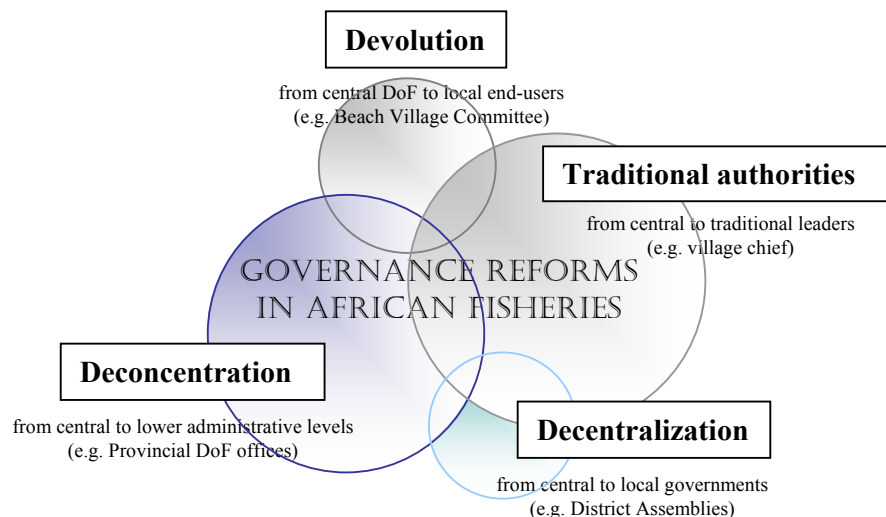 Devolution
from central DoF to local end-users
(e.g. Beach Village Committee)
Traditional authorities
from central to traditional leaders
(e.g. village chief)
GOVERNANCE REFORMS
IN AFRICAN FISHERIES
Deconcentration
from central to lower administrative levels
(e.g. Provincial DoF offices)
Decentralization
from central to local governments
(e.g. District Assemblies)